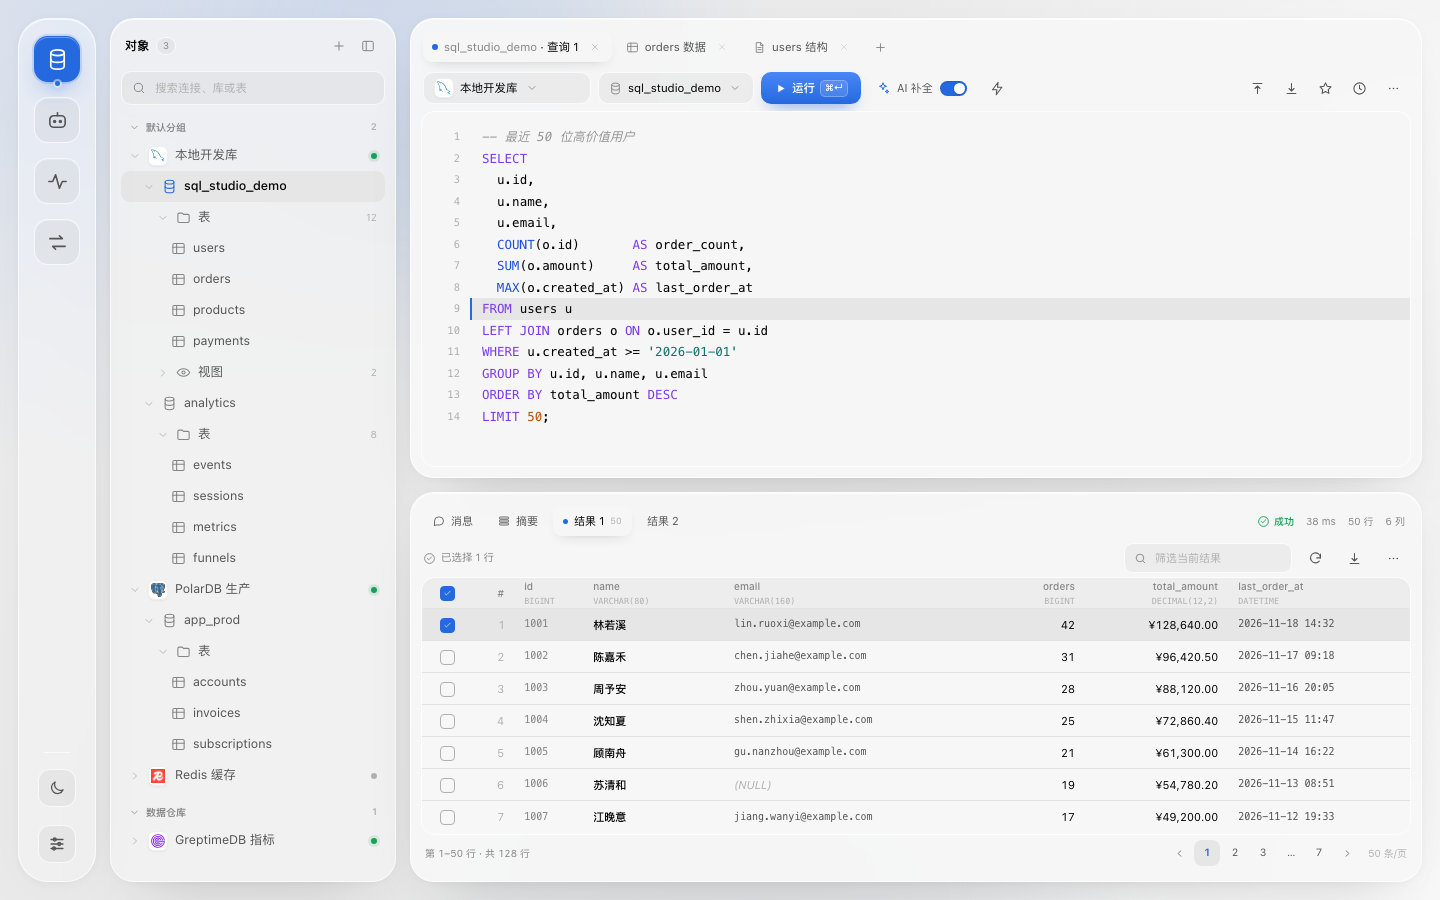 对象 3
搜索连接、库或表
默认分组 2
本地开发库
sql_studio_demo
表 12
users
orders
products
payments
视图 2
analytics
表 8
events
sessions
metrics
funnels
PolarDB 生产
app_prod
表
accounts
invoices
subscriptions
Redis 缓存
数据仓库 1
GreptimeDB 指标
sql_studio_demo · 查询 1 × orders 数据 × users 结构 × +
本地开发库 sql_studio_demo 运行 ⌘↵ AI 补全
1 -- 最近 50 位高价值用户
2 SELECT
3 u.id,
4 u.name,
5 u.email,
6 COUNT(o.id) AS order_count,
7 SUM(o.amount) AS total_amount,
8 MAX(o.created_at) AS last_order_at
9 FROM users u
10 LEFT JOIN orders o ON o.user_id = u.id
11 WHERE u.created_at >= '2026-01-01'
12 GROUP BY u.id, u.name, u.email
13 ORDER BY total_amount DESC
14 LIMIT 50;
消息 摘要 结果 1 50 结果 2 成功 38 ms 50 行 6 列
已选择 1 行 筛选当前结果
# id name email orders total_amount last_order_at
BIGINT VARCHAR(80) VARCHAR(160) BIGINT DECIMAL(12,2) DATETIME
1 1001 林若溪 lin.ruoxi@example.com 42 ¥128,640.00 2026-11-18 14:32
2 1002 陈嘉禾 chen.jiahe@example.com 31 ¥96,420.50 2026-11-17 09:18
3 1003 周予安 zhou.yuan@example.com 28 ¥88,120.00 2026-11-16 20:05
4 1004 沈知夏 shen.zhixia@example.com 25 ¥72,860.40 2026-11-15 11:47
5 1005 顾南舟 gu.nanzhou@example.com 21 ¥61,300.00 2026-11-14 16:22
6 1006 苏清和 (NULL) 19 ¥54,780.20 2026-11-13 08:51
7 1007 江晚意 jiang.wanyi@example.com 17 ¥49,200.00 2026-11-12 19:33
第 1-50 行 · 共 128 行 1 2 3 … 7 50 条/页